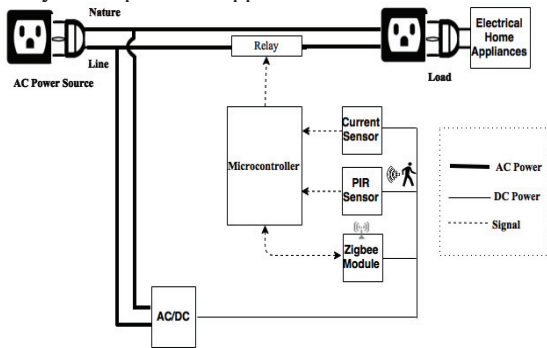 Nature
Line
AC Power Source
Relay
Load
Electrical
Home
Appliances
Microcontroller
Current
Sensor
PIR
Sensor
Zigbee
Module
AC/DC
AC Power
DC Power
Signal